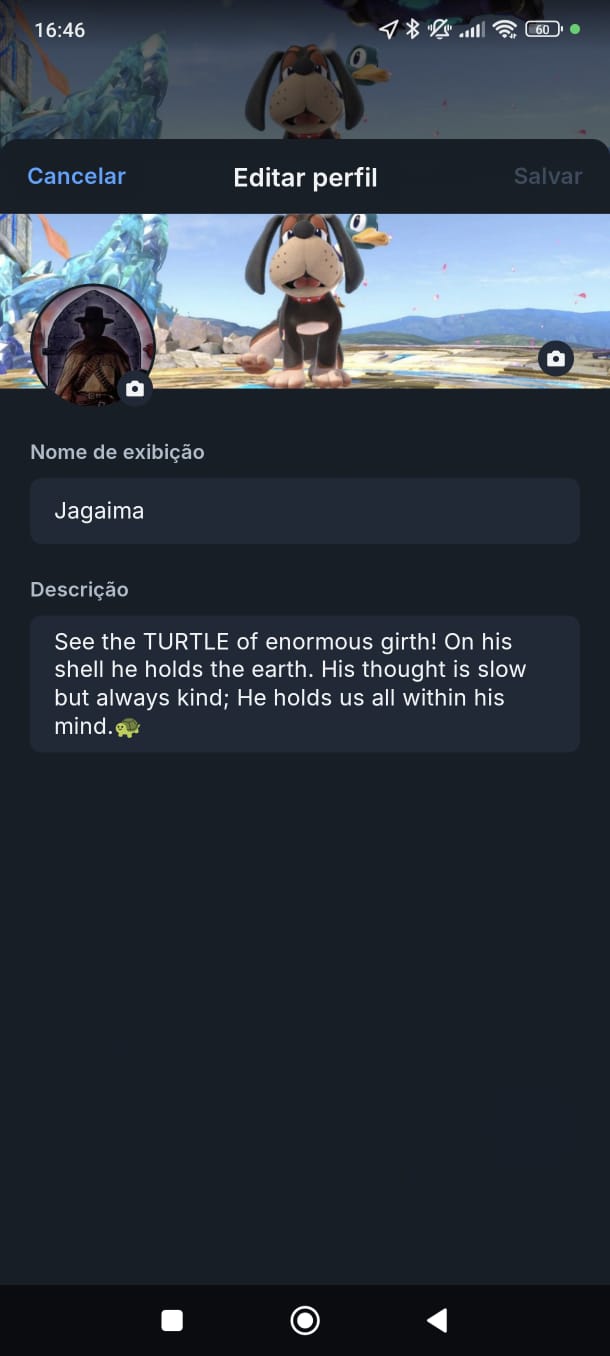 16:46
60
Cancelar
Editar perfil
Salvar
Nome de exibição
Jagaima
Descrição
See the TURTLE of enormous girth! On his
shell he holds the earth. His thought is slow
but always kind; He holds us all within his
mind.🐢